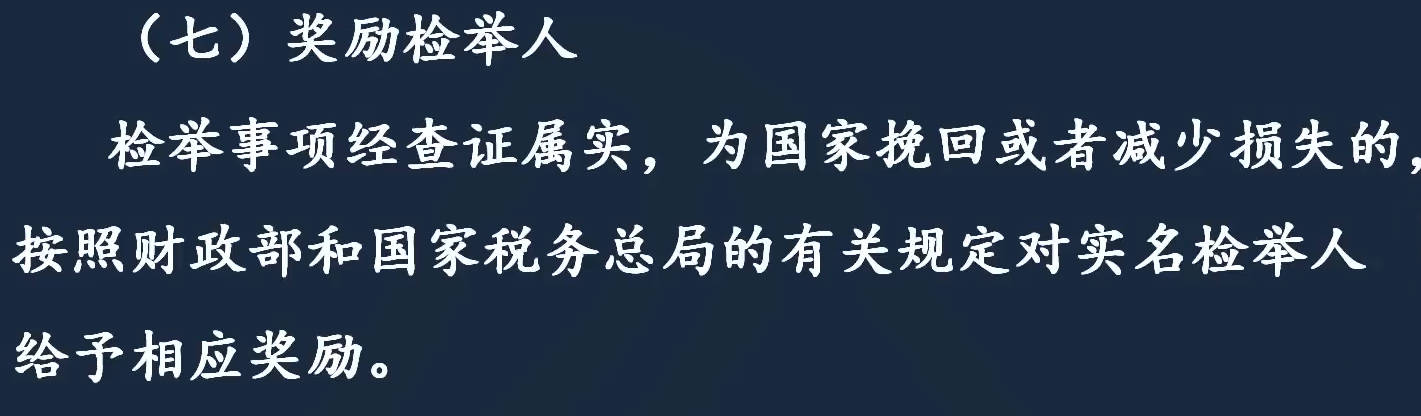 （七）奖励检举人
检举事项经查证属实，为国家挽回或者减少损失的，
按照财政部和国家税务总局的有关规定对实名检举人
给予相应奖励。